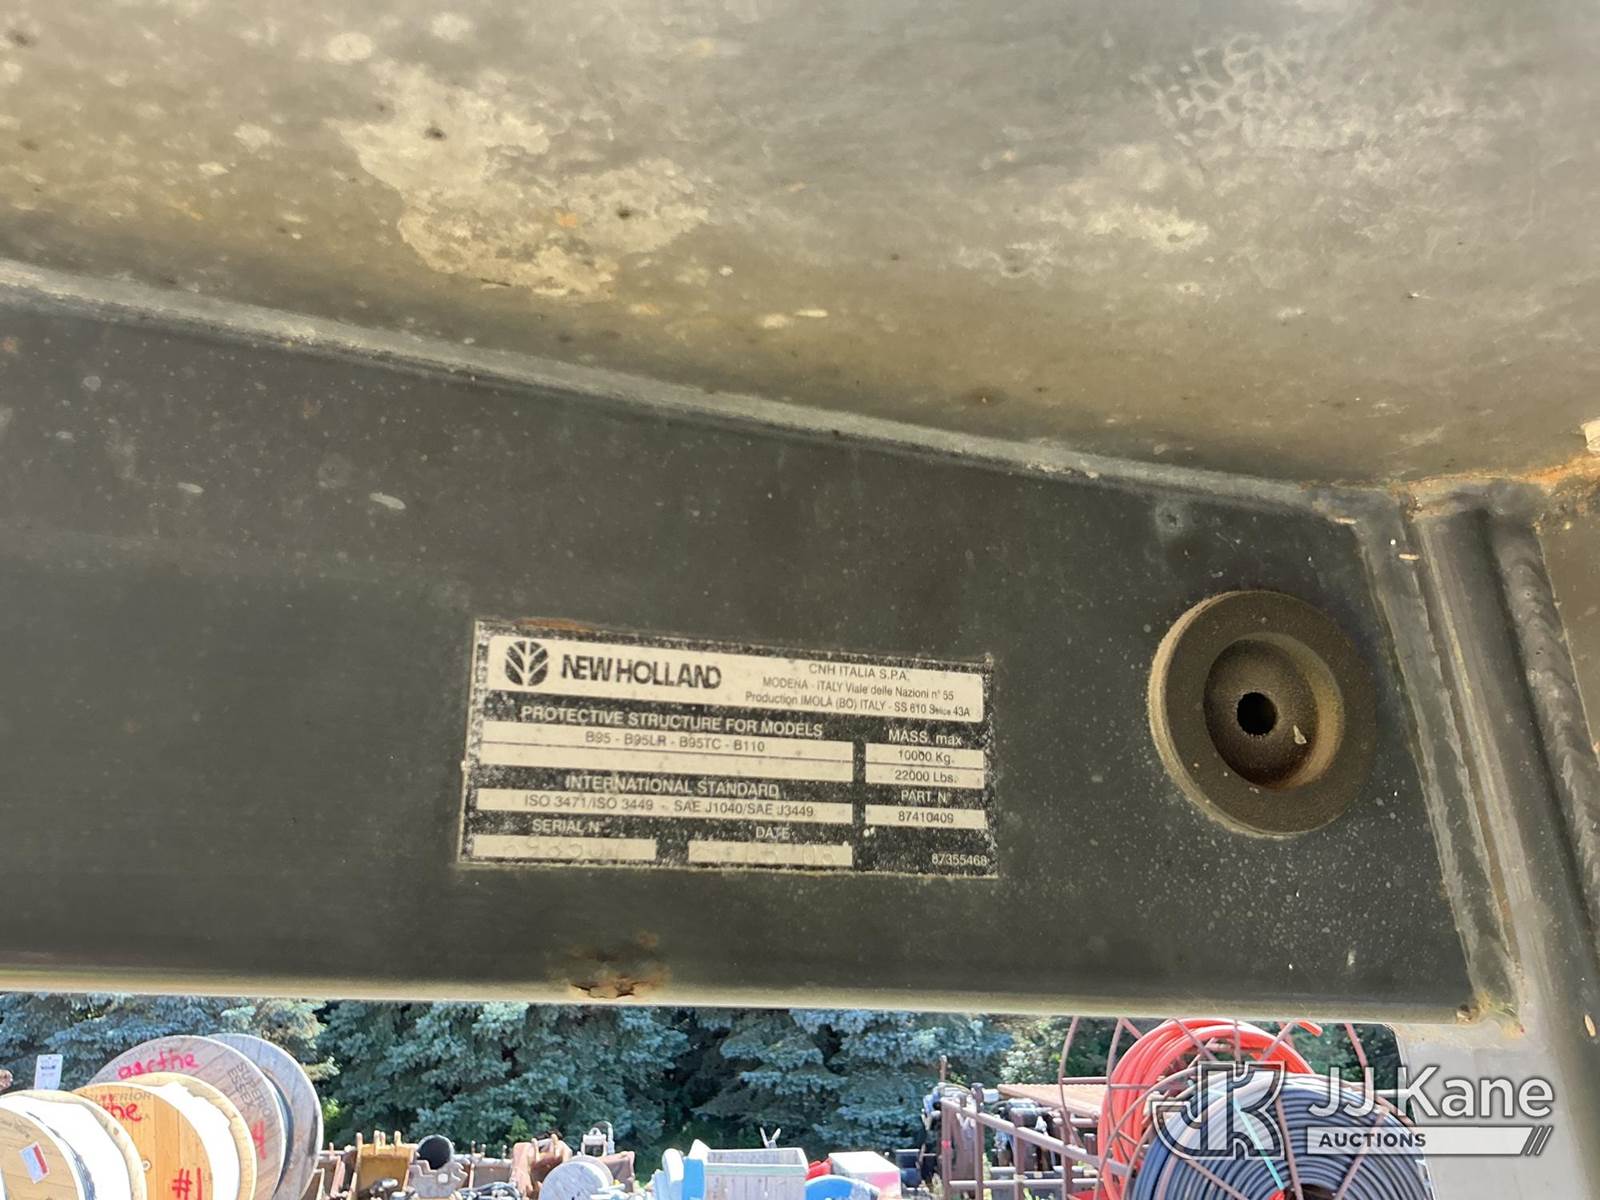 NEW HOLLAND
CNH ITALIA S.P.A.
MODENA - ITALY Viale delle Nazioni n° 55
Production IMOLA (BO) ITALY - SS 610 Selice 43A
PROTECTIVE STRUCTURE FOR MODELS
B95 - B95LR - B95TC - B110
MASS. max
10000 Kg.
22000 Lbs.
INTERNATIONAL STANDARD
ISO 3471/ISO 3449 - SAE J1040/SAE J3449
PART. N°
87410409
SERIAL N°
DATE
87355468
SUPERIOR
#1
JJ Kane
AUCTIONS